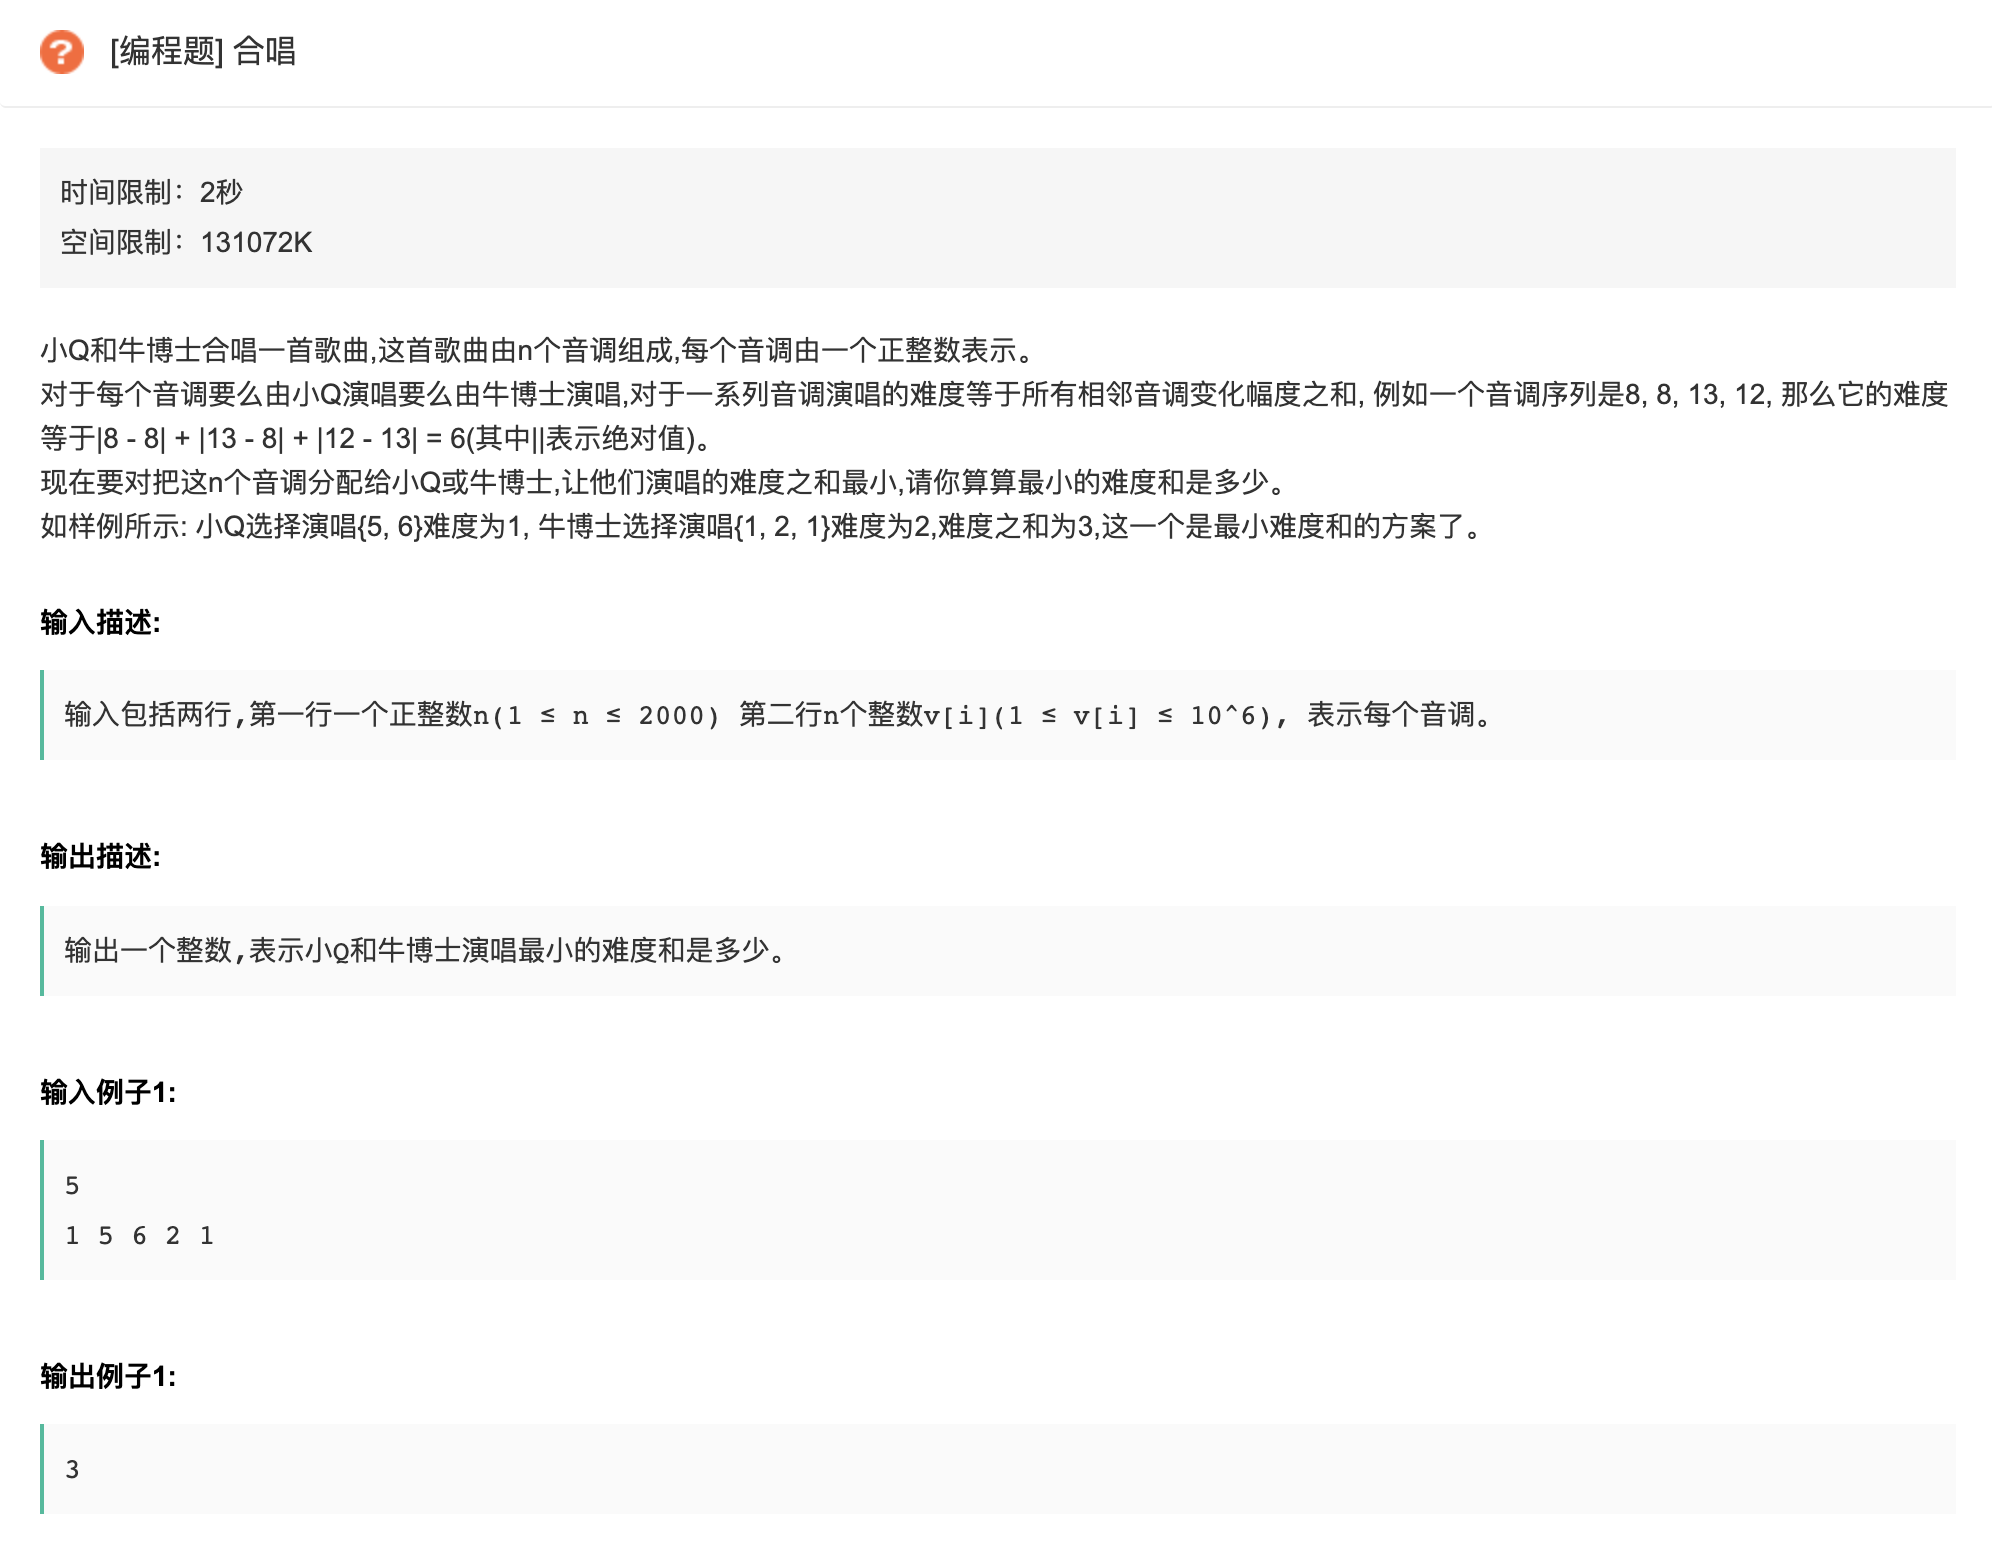 [编程题] 合唱
时间限制：2秒
空间限制：131072K
小Q和牛博士合唱一首歌曲,这首歌曲由n个音调组成,每个音调由一个正整数表示。
对于每个音调要么由小Q演唱要么由牛博士演唱,对于一系列音调演唱的难度等于所有相邻音调变化幅度之和, 例如一个音调序列是8, 8, 13, 12, 那么它的难度
等于|8 - 8| + |13 - 8| + |12 - 13| = 6(其中||表示绝对值)。
现在要对把这n个音调分配给小Q或牛博士,让他们演唱的难度之和最小,请你算算最小的难度和是多少。
如样例所示: 小Q选择演唱{5, 6}难度为1, 牛博士选择演唱{1, 2, 1}难度为2,难度之和为3,这一个是最小难度和的方案了。
输入描述:
输入包括两行,第一行一个正整数n(1 ≤ n ≤ 2000) 第二行n个整数v[i](1 ≤ v[i] ≤ 10^6), 表示每个音调。
输出描述:
输出一个整数,表示小Q和牛博士演唱最小的难度和是多少。
输入例子1:
5
1 5 6 2 1
输出例子1:
3